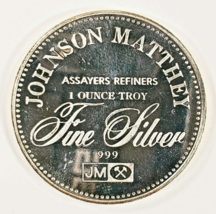 JOHNSON MATTHEY
ASSAYERS REFINERS
1 OUNCE TROY
Fine Silver
999
JM